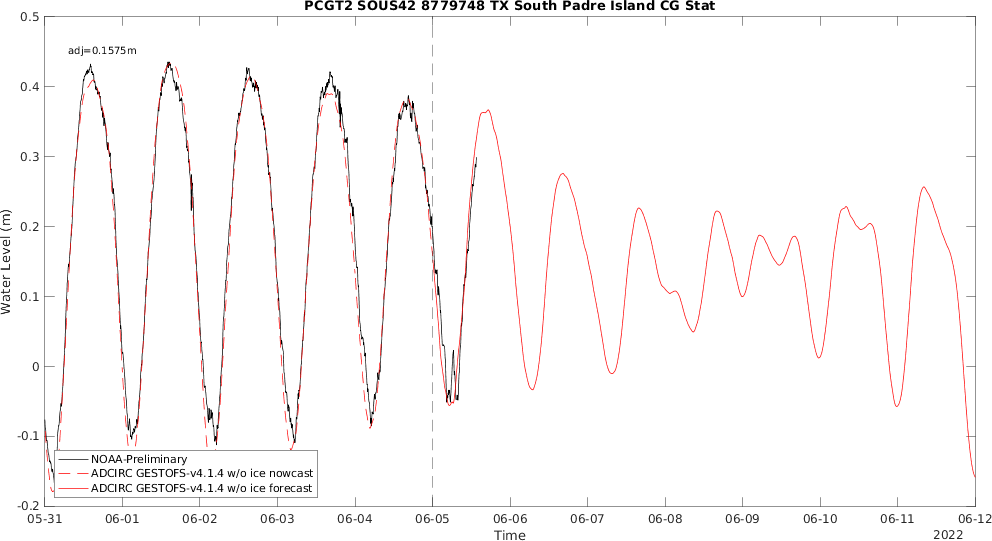 PCGT2 SOUS42 8779748 TX South Padre Island CG Stat
adj=0.1575m
0.5
0.4
0.3
0.2
0.1
0
-0.1
-0.2
Water Level (m)
NOAA-Preliminary
ADCIRC GESTOFS-v4.1.4 w/o ice nowcast
ADCIRC GESTOFS-v4.1.4 w/o ice forecast
05-31 06-01 06-02 06-03 06-04 06-05 06-06 06-07 06-08 06-09 06-10 06-11 06-12
Time
2022